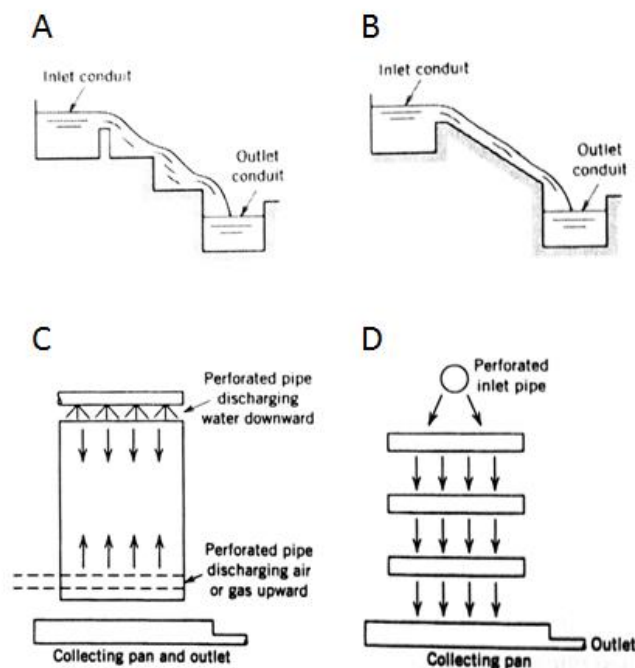 A
Inlet conduit
Outlet
conduit
B
Inlet conduit
Outlet
conduit
C
Perforated pipe
discharging
water downward
Perforated pipe
discharging air
or gas upward
Collecting pan and outlet
D
Perforated
inlet pipe
Outlet
Collecting pan